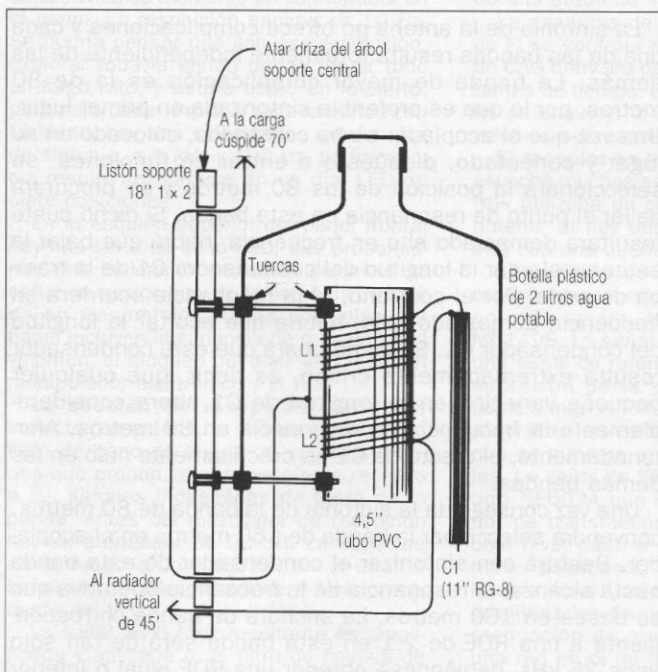 Atar driza del árbol
soporte central
A la carga
cúspide 70'
Listón soporte
18" 1 × 2
Tuercas
Botella plástico
de 2 litros agua
potable
L1
L2
4,5"
Tubo PVC
C1
(11" RG-8)
Al radiador
vertical
de 45'